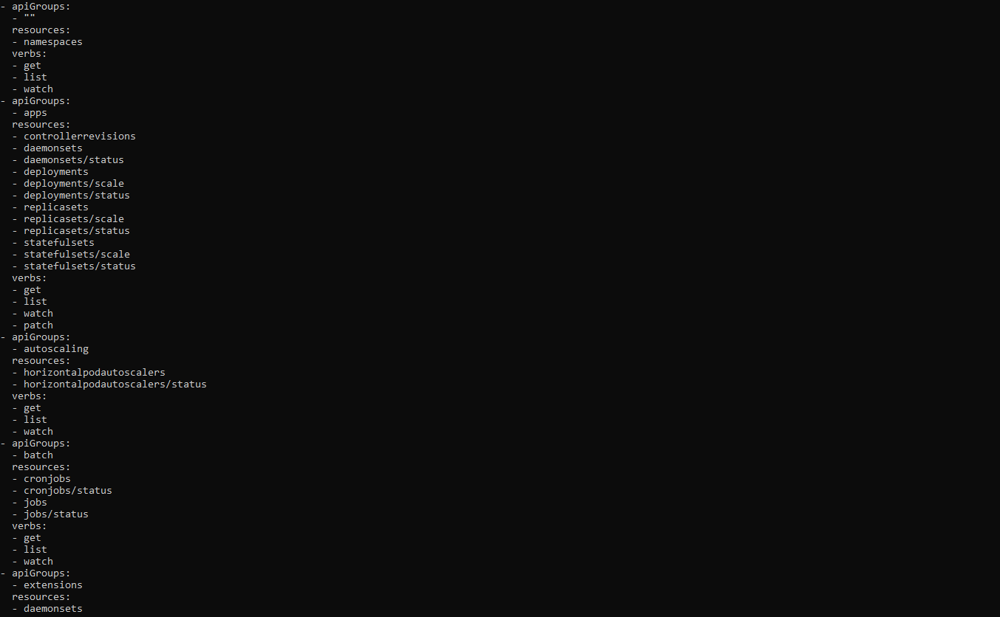 - apiGroups:
  - ""
  resources:
  - namespaces
  verbs:
  - get
  - list
  - watch
- apiGroups:
  - apps
  resources:
  - controllerrevisions
  - daemonsets
  - daemonsets/status
  - deployments
  - deployments/scale
  - deployments/status
  - replicasets
  - replicasets/scale
  - replicasets/status
  - statefulsets
  - statefulsets/scale
  - statefulsets/status
  verbs:
  - get
  - list
  - watch
  - patch
- apiGroups:
  - autoscaling
  resources:
  - horizontalpodautoscalers
  - horizontalpodautoscalers/status
  verbs:
  - get
  - list
  - watch
- apiGroups:
  - batch
  resources:
  - cronjobs
  - cronjobs/status
  - jobs
  - jobs/status
  verbs:
  - get
  - list
  - watch
- apiGroups:
  - extensions
  resources:
  - daemonsets